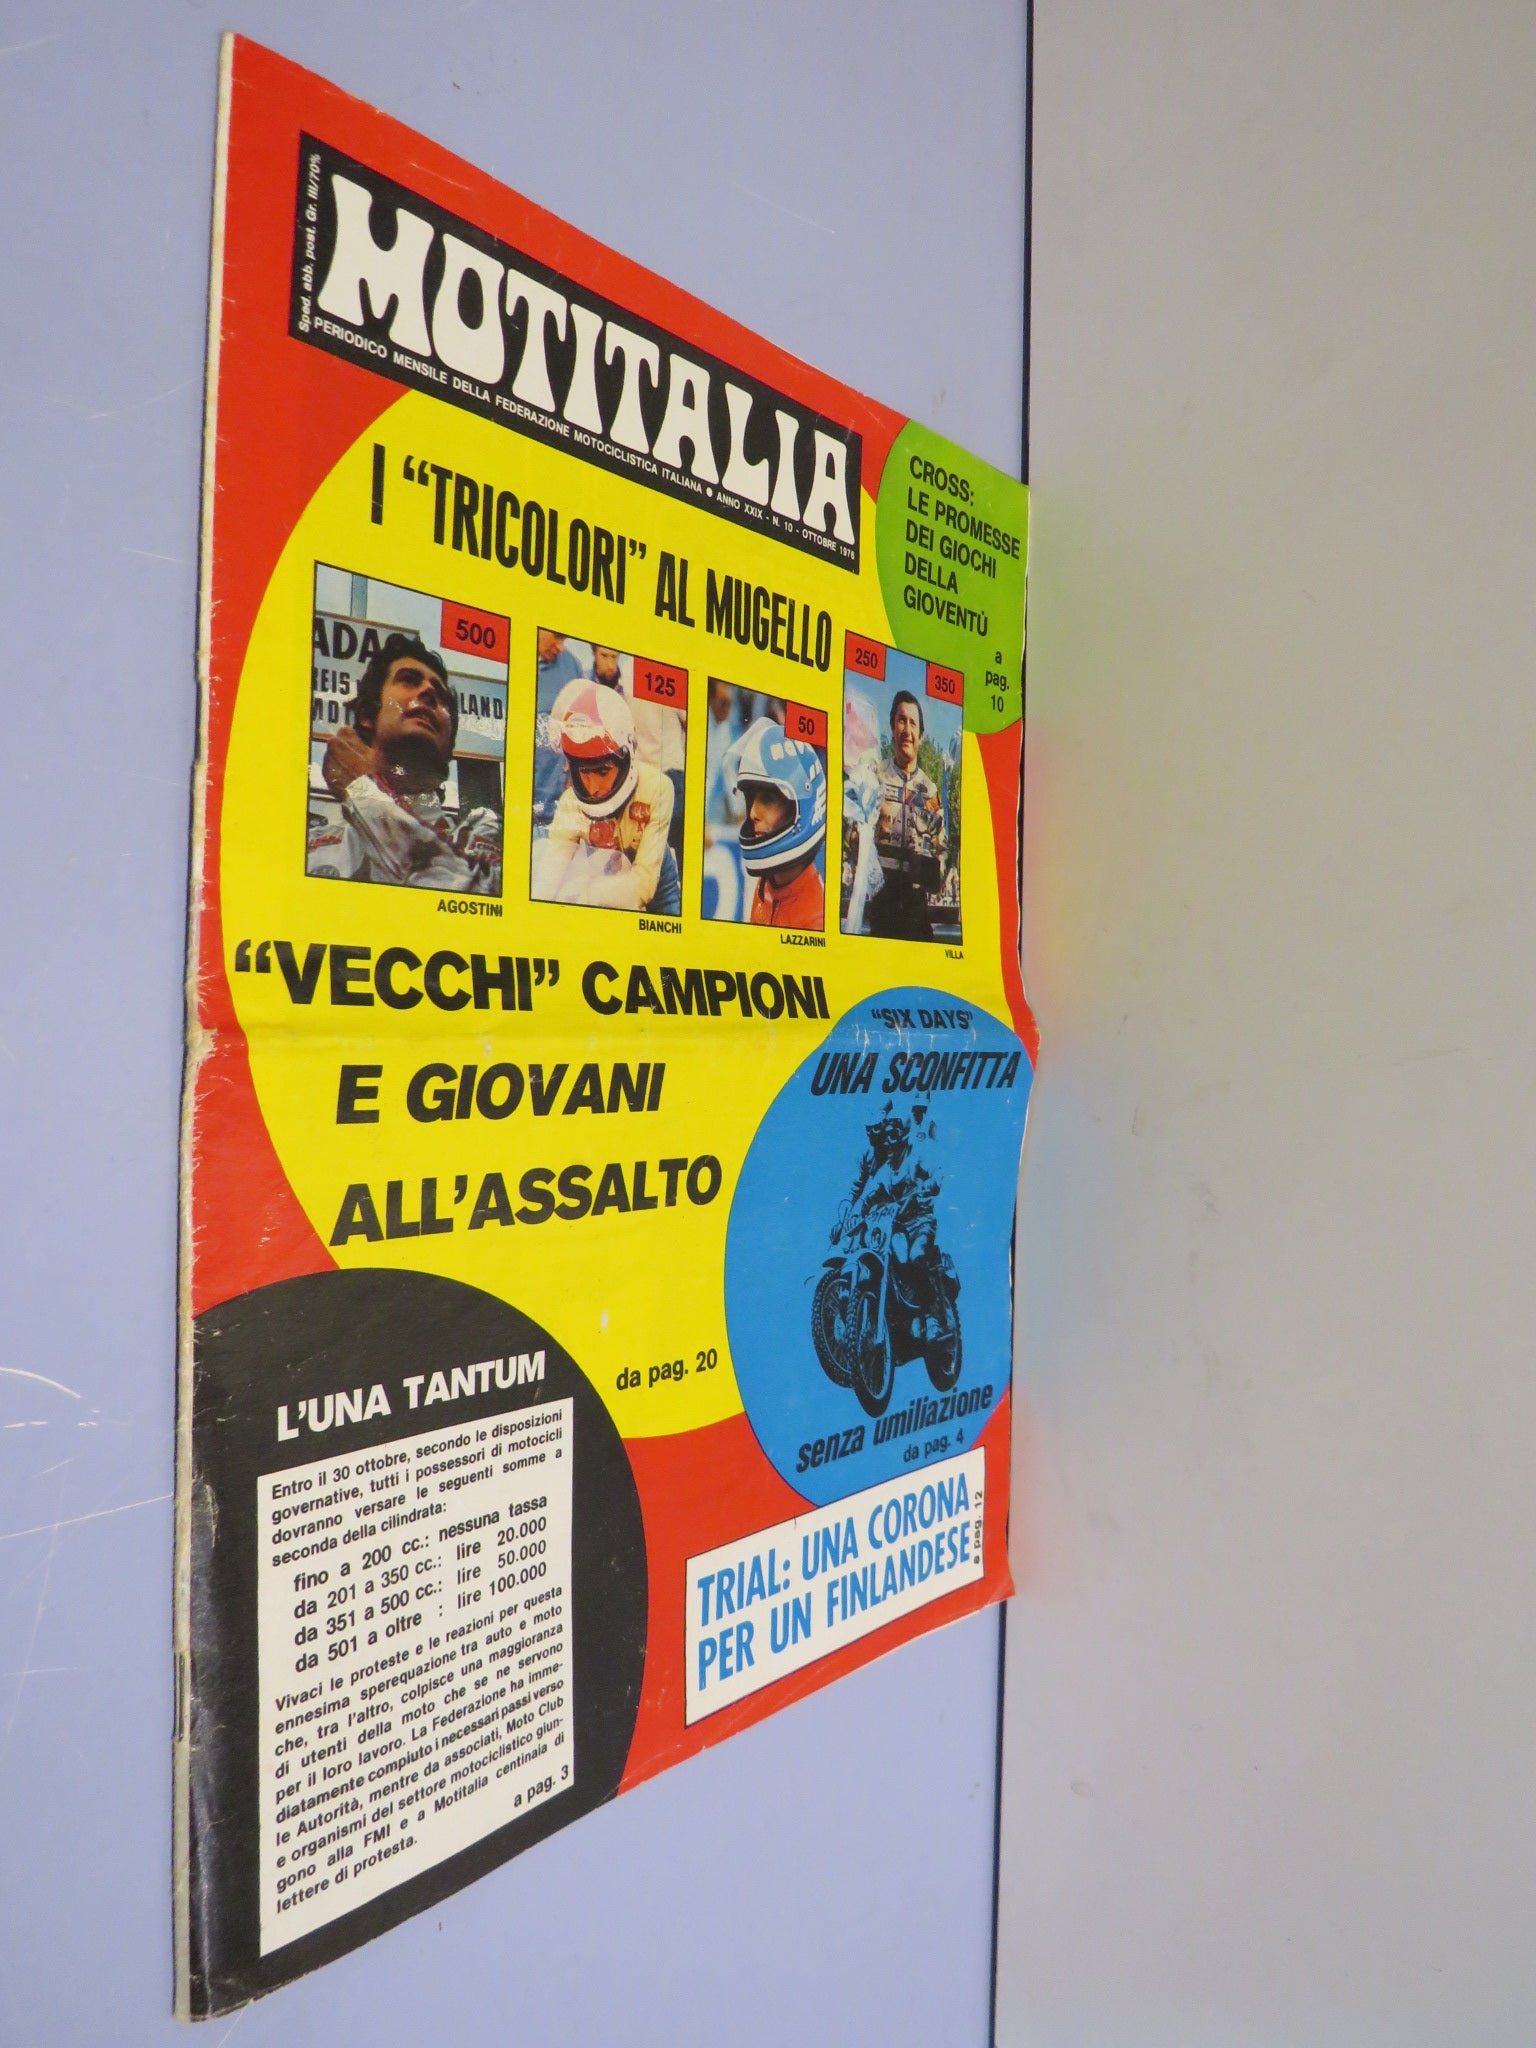 Sped. abb. post. Gr. III/70%
MOTITALIA
PERIODICO MENSILE DELLA FEDERAZIONE MOTOCICLISTICA ITALIANA ● ANNO XXIX - N. 10 - OTTOBRE 1976
CROSS:
LE PROMESSE
DEI GIOCHI
DELLA
GIOVENTÙ
a
pag.
10
I "TRICOLORI" AL MUGELLO
500
125
50
250
350
AGOSTINI
BIANCHI
LAZZARINI
VILLA
"VECCHI" CAMPIONI
E GIOVANI
ALL'ASSALTO
da pag. 20
"SIX DAYS"
UNA SCONFITTA
senza umiliazione
da pag. 4
L'UNA TANTUM
Entro il 30 ottobre, secondo le disposizioni
governative, tutti i possessori di motocicli
dovranno versare le seguenti somme a
seconda della cilindrata:
fino a 200 cc.: nessuna tassa
da 201 a 350 cc.: lire 20.000
da 351 a 500 cc.: lire 50.000
da 501 a oltre : lire 100.000
Vivaci le proteste e le reazioni per questa
ennesima sperequazione tra auto e moto
che, tra l'altro, colpisce una maggioranza
di utenti della moto che se ne servono
per il loro lavoro. La Federazione ha imme-
diatamente compiuto i necessari passi verso
le Autorità, mentre da associati, Moto Club
e organismi del settore motociclistico giun-
gono alla FMI e a Motitalia centinaia di
lettere di protesta.
a pag. 3
TRIAL: UNA CORONA
PER UN FINLANDESE
a pag. 12